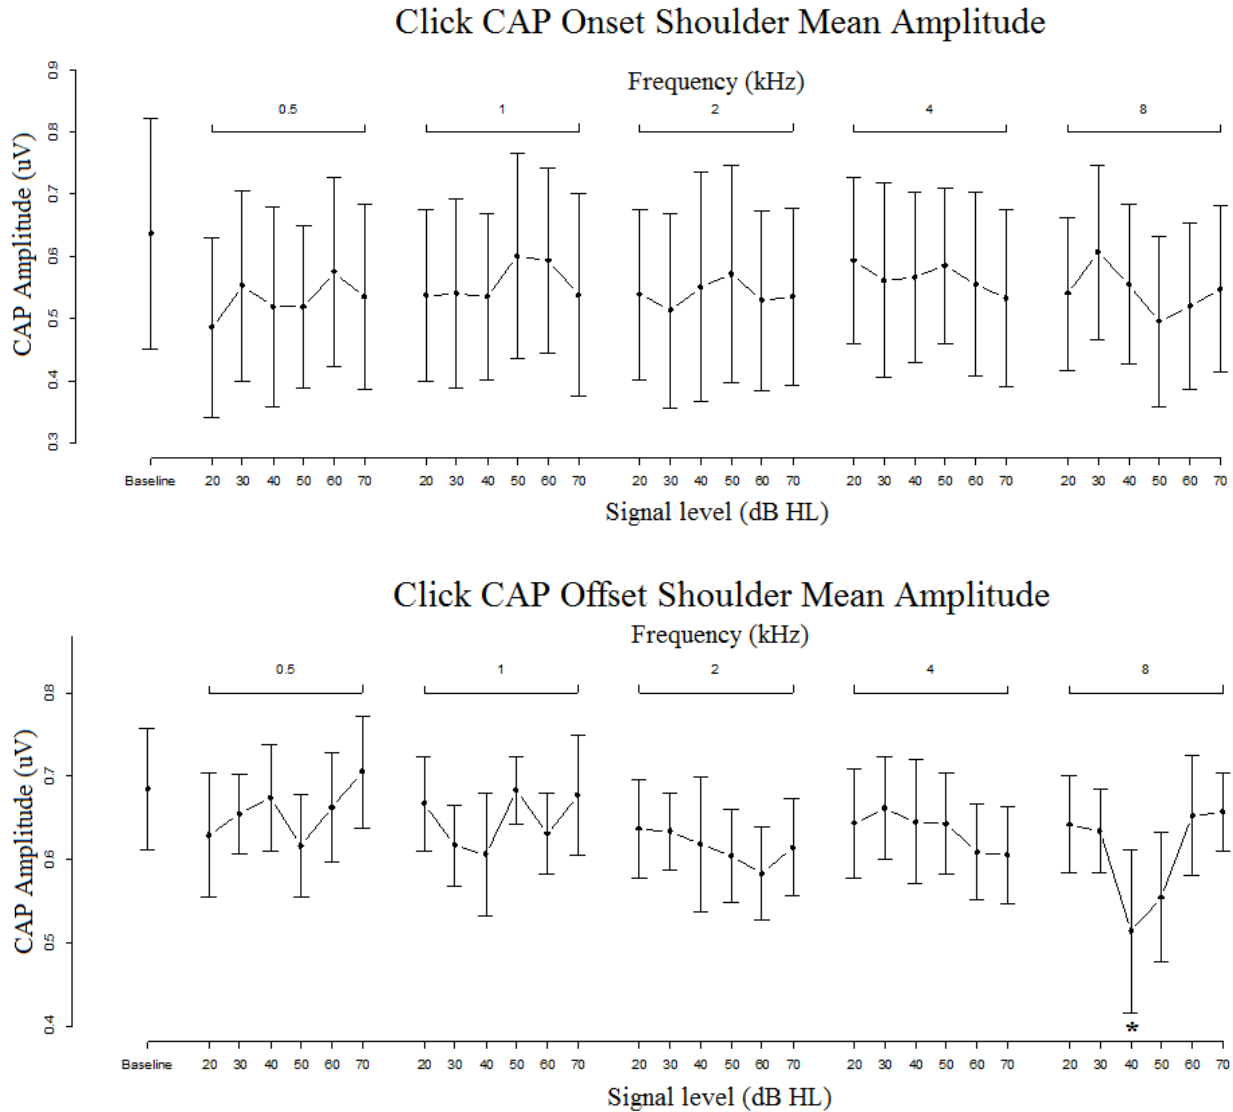 Click CAP Onset Shoulder Mean Amplitude
Frequency (kHz)
0.5 1 2 4 8
CAP Amplitude (uV)
0.9
0.8
0.7
0.6
0.5
0.4
0.3
Baseline 20 30 40 50 60 70 20 30 40 50 60 70 20 30 40 50 60 70 20 30 40 50 60 70 20 30 40 50 60 70
Signal level (dB HL)
Click CAP Offset Shoulder Mean Amplitude
Frequency (kHz)
0.5 1 2 4 8
CAP Amplitude (uV)
0.8
0.7
0.6
0.5
0.4
*
Baseline 20 30 40 50 60 70 20 30 40 50 60 70 20 30 40 50 60 70 20 30 40 50 60 70 20 30 40 50 60 70
Signal level (dB HL)